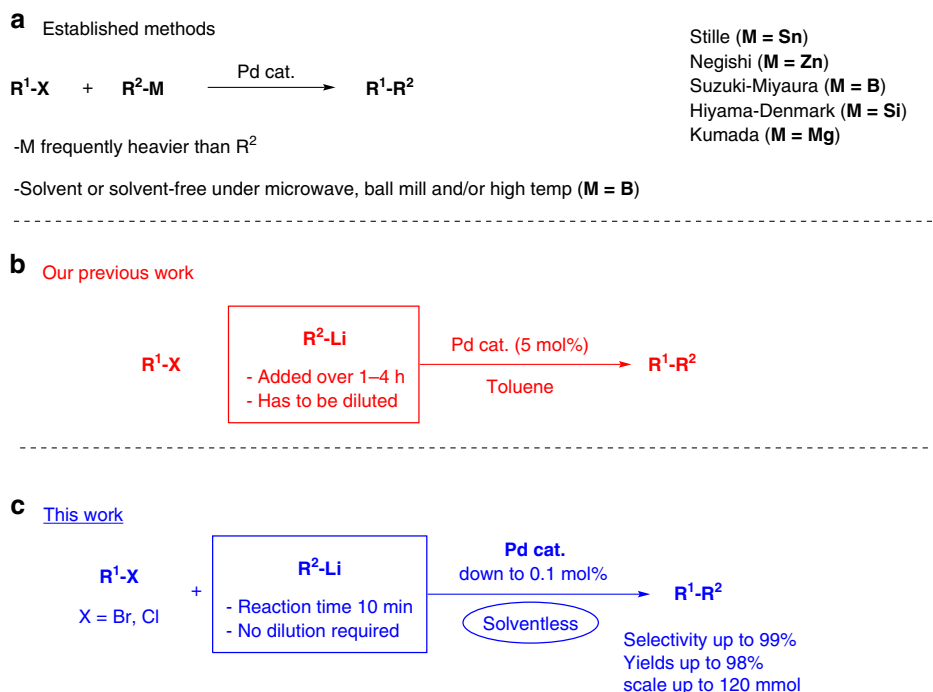 a Established methods
R¹-X + R²-M Pd cat. R¹-R²
Stille (M = Sn)
Negishi (M = Zn)
Suzuki-Miyaura (M = B)
Hiyama-Denmark (M = Si)
Kumada (M = Mg)
-M frequently heavier than R²
-Solvent or solvent-free under microwave, ball mill and/or high temp (M = B)
b Our previous work
R¹-X
R²-Li
- Added over 1–4 h
- Has to be diluted
Pd cat. (5 mol%)
Toluene
R¹-R²
c This work
R¹-X
X = Br, Cl
+
R²-Li
- Reaction time 10 min
- No dilution required
Pd cat.
down to 0.1 mol%
Solventless
R¹-R²
Selectivity up to 99%
Yields up to 98%
scale up to 120 mmol